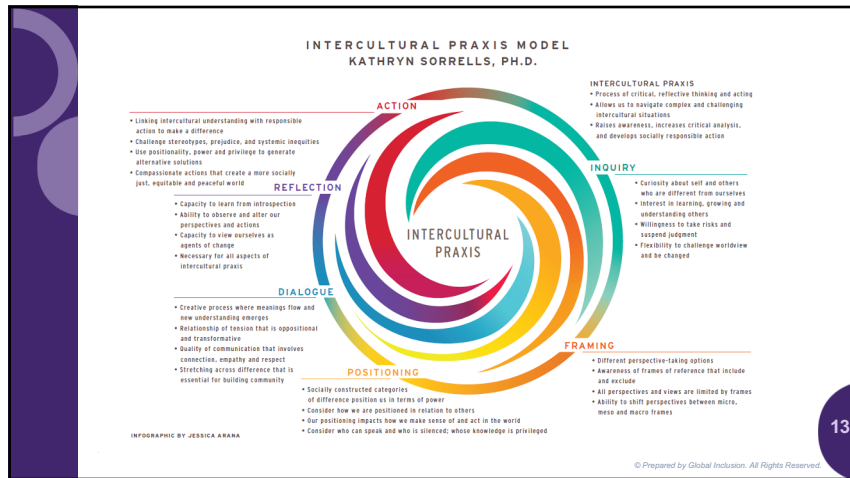 INTERCULTURAL PRAXIS MODEL
KATHRYN SORRELLS, PH.D.
INTERCULTURAL PRAXIS
• Process of critical, reflective thinking and acting
• Allows us to navigate complex and challenging
intercultural situations
• Raises awareness, increases critical analysis,
and develops socially responsible action
ACTION
• Linking intercultural understanding with responsible
action to make a difference
• Challenge stereotypes, prejudice, and systemic inequities
• Use positionality, power and privilege to generate
alternative solutions
• Compassionate actions that create a more socially
just, equitable and peaceful world
INQUIRY
• Curiosity about self and others
who are different from ourselves
• Interest in learning, growing and
understanding others
• Willingness to take risks and
suspend judgment
• Flexibility to challenge worldview
and be changed
REFLECTION
• Capacity to learn from introspection
• Ability to observe and alter our
perspectives and actions
• Capacity to view ourselves as
agents of change
• Necessary for all aspects of
intercultural praxis
INTERCULTURAL
PRAXIS
DIALOGUE
• Creative process where meanings flow and
new understanding emerges
• Relationship of tension that is oppositional
and transformative
• Quality of communication that involves
connection, empathy and respect
• Stretching across difference that is
essential for building community
FRAMING
• Different perspective-taking options
• Awareness of frames of reference that include
and exclude
• All perspectives and views are limited by frames
• Ability to shift perspectives between micro,
meso and macro frames
POSITIONING
• Socially constructed categories
of difference position us in terms of power
• Consider how we are positioned in relation to others
• Our positioning impacts how we make sense of and act in the world
• Consider who can speak and who is silenced; whose knowledge is privileged
INFOGRAPHIC BY JESSICA ARANA
13
© Prepared by Global Inclusion. All Rights Reserved.